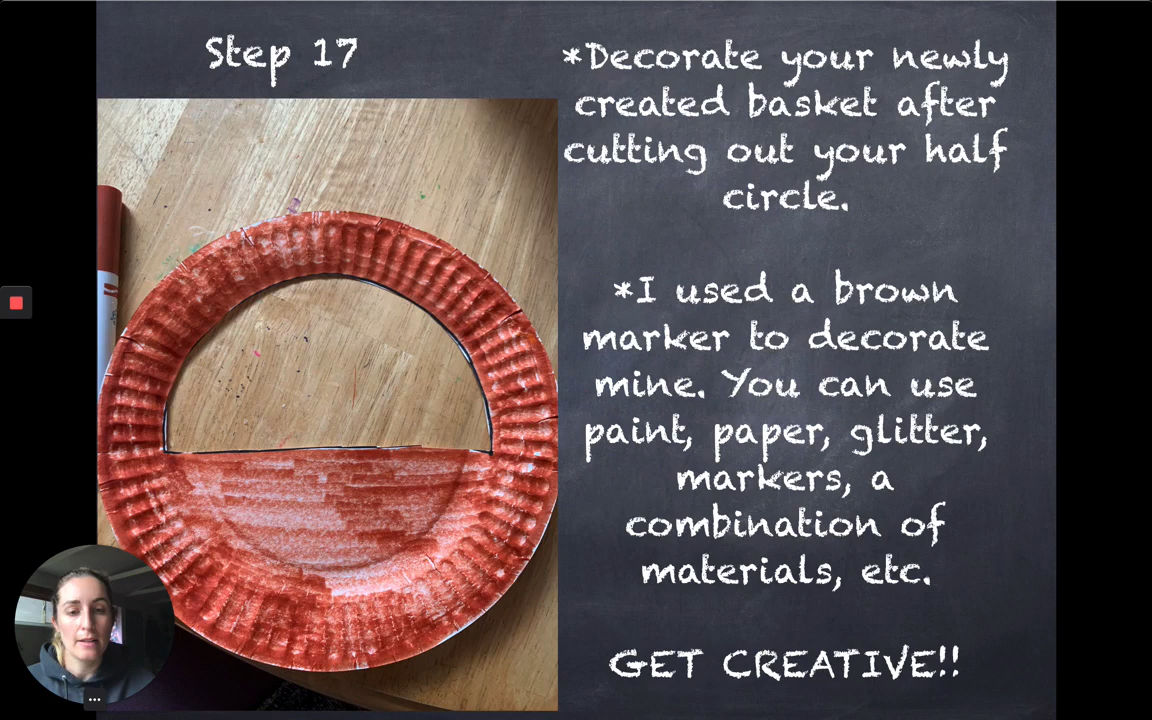 Step 17
*Decorate your newly
created basket after
cutting out your half
circle.
*I used a brown
marker to decorate
mine. You can use
paint, paper, glitter,
markers, a
combination of
materials, etc.
GET CREATIVE!!